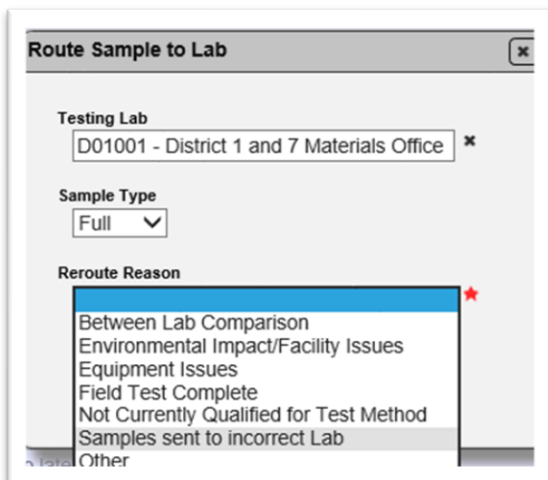 Route Sample to Lab
Testing Lab
D01001 - District 1 and 7 Materials Office
Sample Type
Full
Reroute Reason
Between Lab Comparison
Environmental Impact/Facility Issues
Equipment Issues
Field Test Complete
Not Currently Qualified for Test Method
Samples sent to incorrect Lab
Other